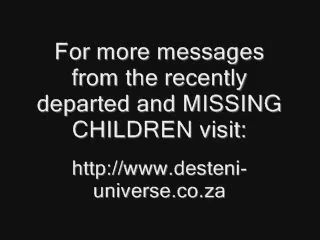 For more messages
from the recently
departed and MISSING
CHILDREN visit:
http://www.desteni-
universe.co.za